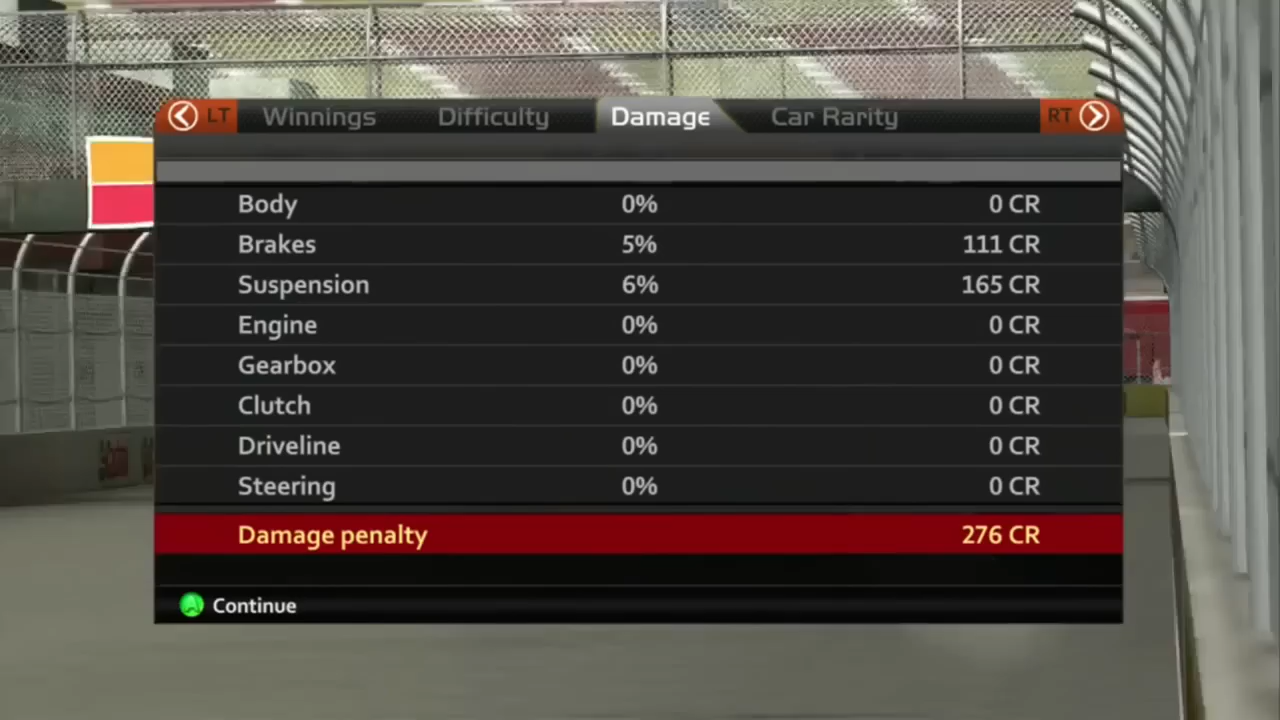 LT Winnings Difficulty Damage Car Rarity RT
Body 0% 0 CR
Brakes 5% 111 CR
Suspension 6% 165 CR
Engine 0% 0 CR
Gearbox 0% 0 CR
Clutch 0% 0 CR
Driveline 0% 0 CR
Steering 0% 0 CR
Damage penalty 276 CR
Continue